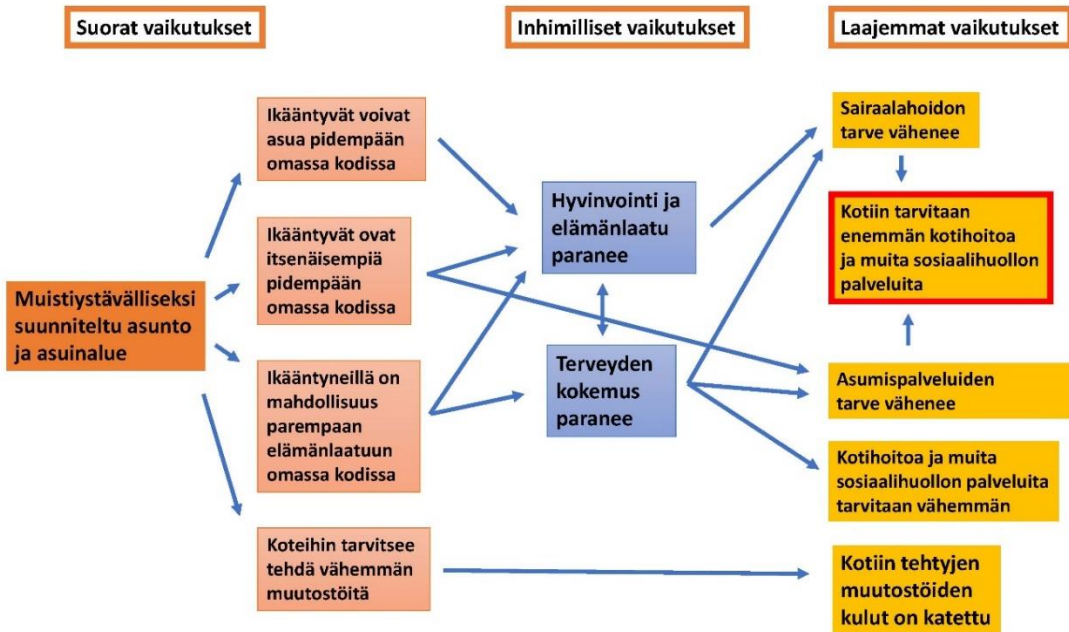 Suorat vaikutukset
Inhimilliset vaikutukset
Laajemmat vaikutukset
Muistiystävälliseksi
suunniteltu asunto
ja asuinalue
Ikääntyvät voivat
asua pidempään
omassa kodissa
Ikääntyvät ovat
itsenäisempiä
pidempään
omassa kodissa
Ikääntyneillä on
mahdollisuus
parempaan
elämänlaatuun
omassa kodissa
Koteihin tarvitsee
tehdä vähemmän
muutostöitä
Hyvinvointi ja
elämänlaatu
paranee
Terveyden
kokemus
paranee
Sairaalahoidon
tarve vähenee
Kotiin tarvitaan
enemmän kotihoitoa
ja muita sosiaalihuollon
palveluita
Asumispalveluiden
tarve vähenee
Kotihoitoa ja muita
sosiaalihuollon palveluita
tarvitaan vähemmän
Kotiin tehtyjen
muutostöiden
kulut on katettu